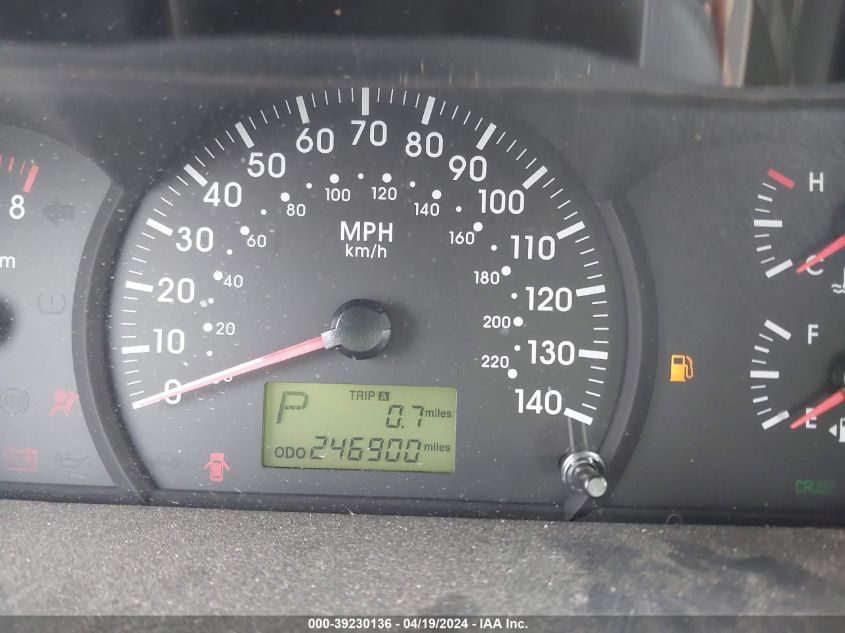 70
60 80
50 90
40 100
30 110
20 120
10 130
0 140
MPH
km/h
20 40 60 80 100 120 140 160 180 200 220
8
H
C
F
E
TRIP A
P 0.7 miles
ODO 246900 miles
ABS
CRUISE
000-39230136 - 04/19/2024 - IAA Inc.